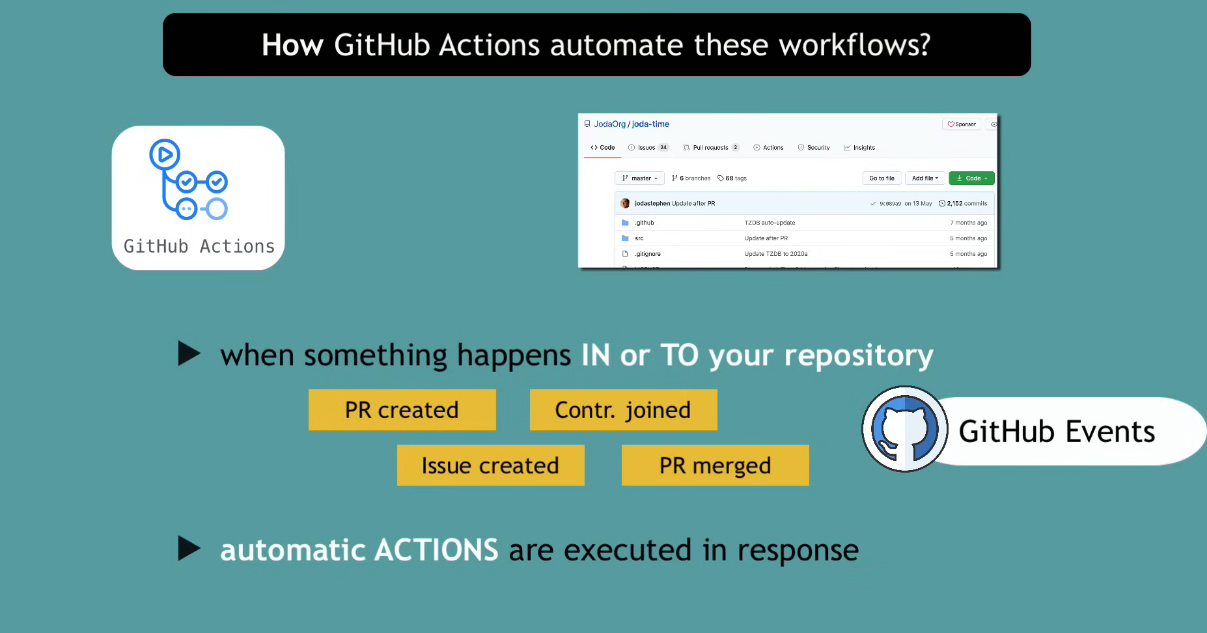 How GitHub Actions automate these workflows?
GitHub Actions
JodaOrg / joda-time
Sponsor
Code Issues 24 Pull requests 2 Actions Security Insights
master 6 branches 68 tags Go to file Add file Code
jodastephen Update after PR on 13 May 2,152 commits
.github TZDB auto-update 7 months ago
src Update after PR 5 months ago
.gitignore Update TZDB to 2020a 5 months ago
when something happens IN or TO your repository
PR created Contr. joined
Issue created PR merged
GitHub Events
automatic ACTIONS are executed in response